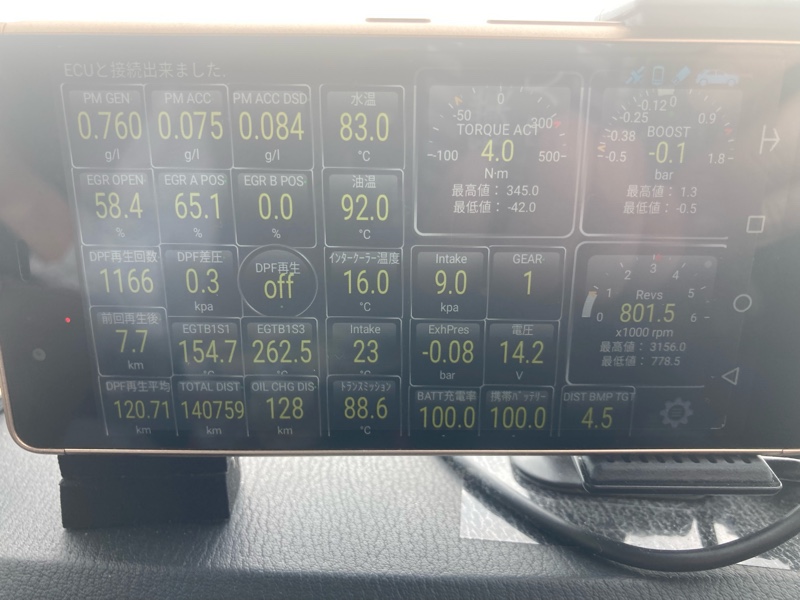 ECUと接続出来ました.
PM GEN
0.760
g/l
PM ACC
0.075
g/l
PM ACC DSD
0.084
g/l
水温
83.0
°C
EGR OPEN
58.4
%
EGR A POS
65.1
%
EGR B POS
0.0
%
油温
92.0
°C
-100
-50
0
300
500
TORQUE ACT
4.0
N·m
最高値： 345.0
最低値： -42.0
-0.5
-0.38
-0.25
-0.12
0
0.9
1.8
BOOST
-0.1
bar
最高値： 1.3
最低値： -0.5
DPF再生回数
1166
DPF差圧
0.3
kpa
DPF再生
off
インタークーラー温度
16.0
°C
Intake
9.0
kpa
GEAR
1
前回再生後
7.7
km
EGTB1S1
154.7
°C
EGTB1S3
262.5
°C
Intake
23
°C
ExhPres
-0.08
bar
電圧
14.2
V
0
1
2
3
4
5
6
Revs
801.5
x1000 rpm
最高値： 3156.0
最低値： 778.5
DPF再生平均
120.71
km
TOTAL DIST
140759
km
OIL CHG DIS
128
km
トランスミッション
88.6
°C
BATT充電率
100.0
携帯バッテリー
100.0
DIST BMP TGT
4.5